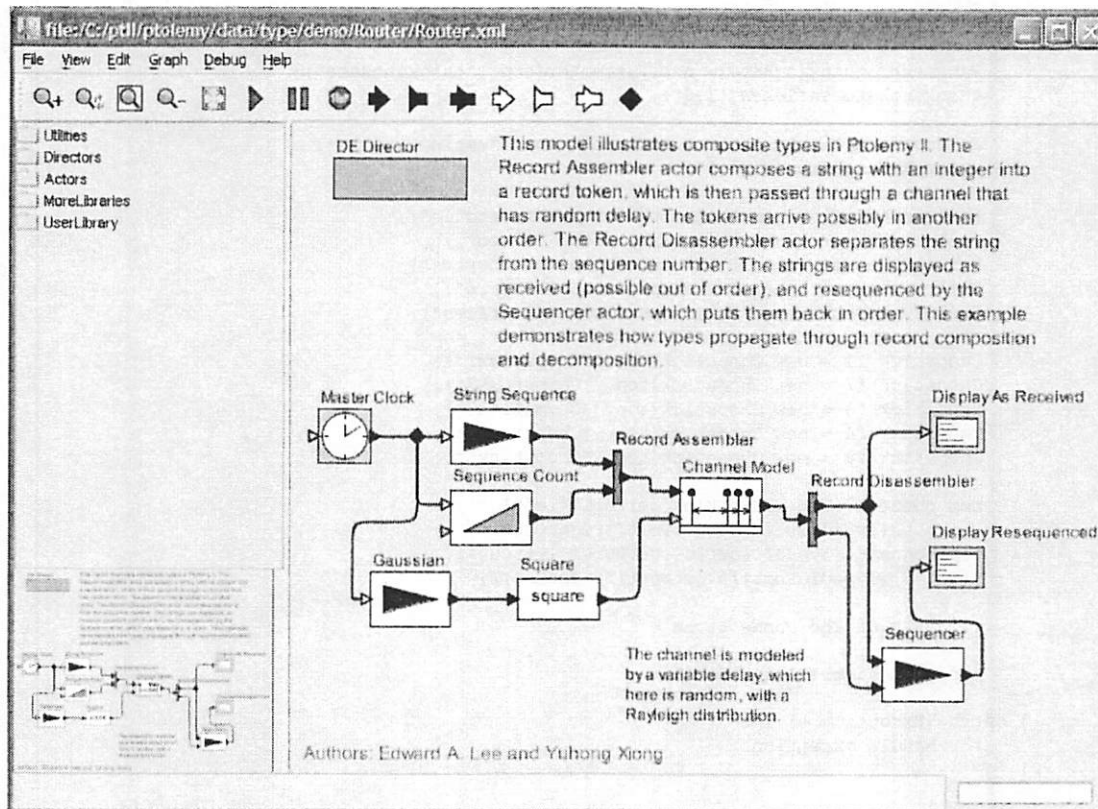 file:/C:/ptII/ptolemy/data/type/demo/Router/Router.xml
File View Edit Graph Debug Help
Utilities
Directors
Actors
MoreLibraries
UserLibrary
DE Director
This model illustrates composite types in Ptolemy II. The
Record Assembler actor composes a string with an integer into
a record token, which is then passed through a channel that
has random delay. The tokens arrive possibly in another
order. The Record Disassembler actor separates the string
from the sequence number. The strings are displayed as
received (possible out of order), and resequenced by the
Sequencer actor, which puts them back in order. This example
demonstrates how types propagate through record composition
and decomposition.
Master Clock
String Sequence
Display As Received
Record Assembler
Sequence Count
Channel Model
Record Disassembler
Display Resequenced
Gaussian
Square
square
Sequencer
The channel is modeled
by a variable delay, which
here is random, with a
Rayleigh distribution.
Authors: Edward A. Lee and Yuhong Xiong